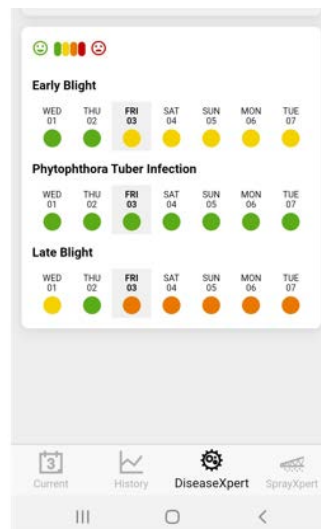 Early Blight
WED THU FRI SAT SUN MON TUE
01 02 03 04 05 06 07
Phytophthora Tuber Infection
WED THU FRI SAT SUN MON TUE
01 02 03 04 05 06 07
Late Blight
WED THU FRI SAT SUN MON TUE
01 02 03 04 05 06 07
3
Current History DiseaseXpert SprayXpert